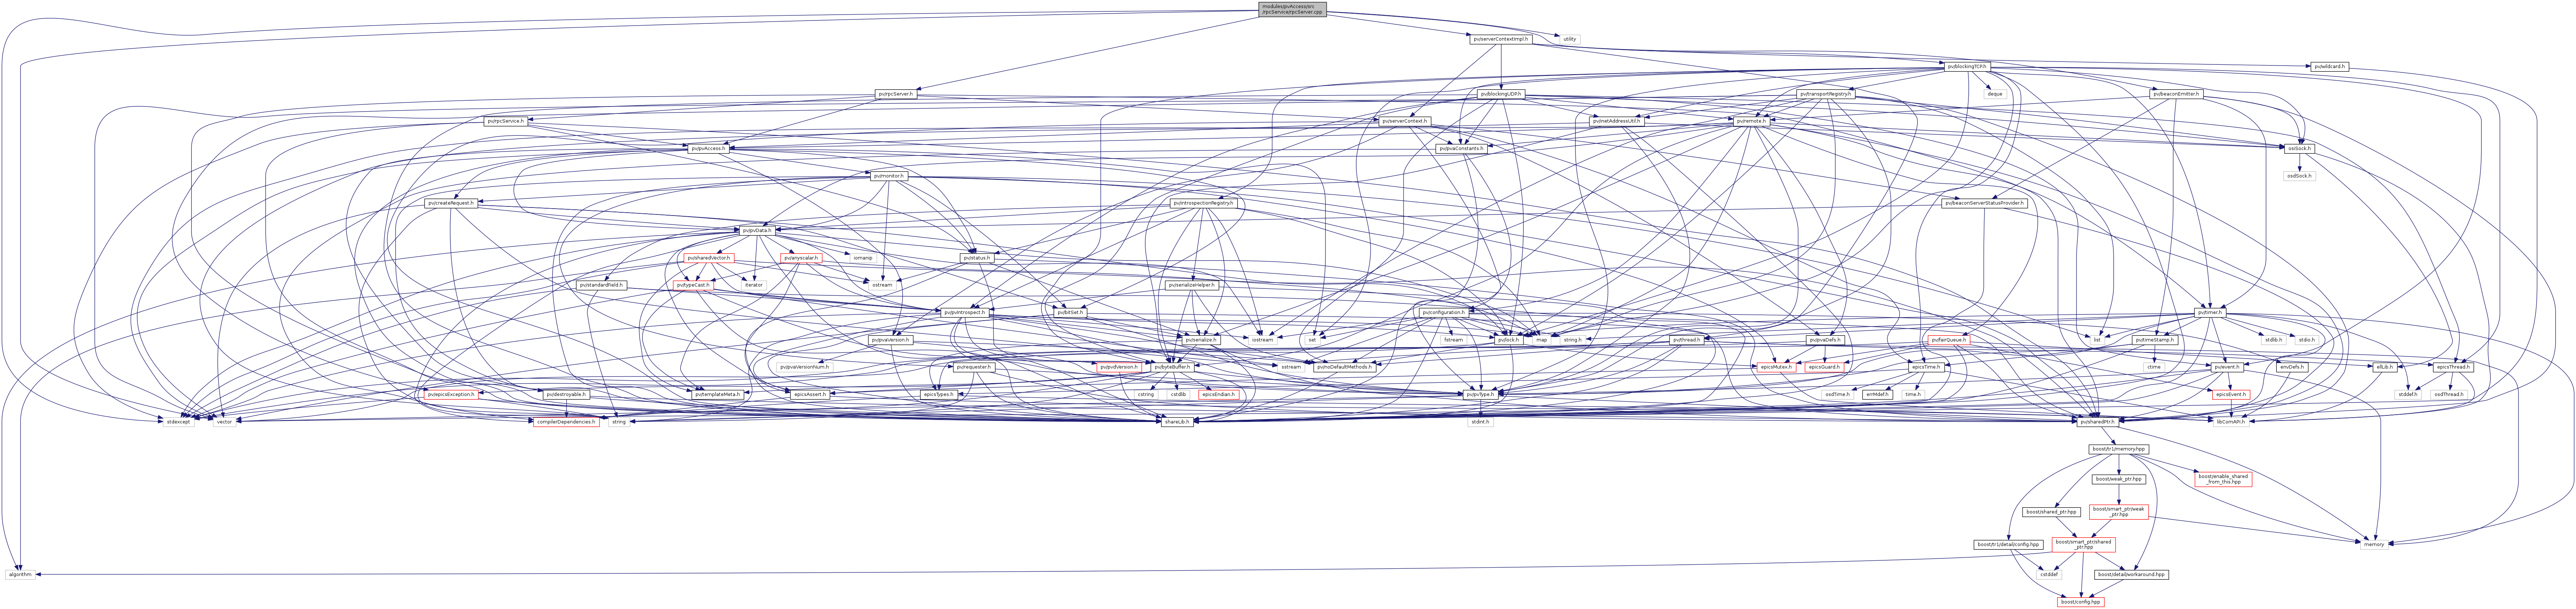 modules/pvAccess/src
/rpcService/rpcServer.cpp
pv/serverContextImpl.h
utility
pv/blockingTCP.h
pv/wildcard.h
pv/rpcServer.h
pv/blockingUDP.h
pv/transportRegistry.h
deque
pv/beaconEmitter.h
pv/rpcService.h
pv/serverContext.h
pv/inetAddressUtil.h
pv/remote.h
pv/pvAccess.h
pv/pvaConstants.h
osiSock.h
pv/monitor.h
osdSock.h
pv/createRequest.h
pv/introspectionRegistry.h
pv/beaconServerStatusProvider.h
pv/pvData.h
pv/sharedVector.h
pv/anyscalar.h
iomanip
pv/status.h
pv/standardField.h
pv/typeCast.h
iterator
ostream
pv/serializeHelper.h
pv/pvIntrospect.h
pv/bitSet.h
pv/configuration.h
pv/timer.h
pv/pvaVersion.h
pv/serialize.h
iostream
set
fstream
pv/lock.h
map
string.h
pv/thread.h
pv/pvaDefs.h
pv/fairQueue.h
list
pv/timeStamp.h
stdlib.h
stdio.h
pv/pvaVersionNum.h
pv/requester.h
pv/pvdVersion.h
pv/byteBuffer.h
sstream
pv/noDefaultMethods.h
epicsMutex.h
epicsGuard.h
epicsTime.h
ctime
pv/event.h
envDefs.h
ellLib.h
epicsThread.h
pv/epicsException.h
pv/destroyable.h
pv/templateMeta.h
epicsAssert.h
epicsTypes.h
cstring
cstdlib
epicsEndian.h
pv/pvType.h
osdTime.h
errMdef.h
time.h
epicsEvent.h
stddef.h
osdThread.h
stdexcept
vector
compilerDependencies.h
string
shareLib.h
stdint.h
pv/sharedPtr.h
libComAPI.h
boost/tr1/memory.hpp
boost/weak_ptr.hpp
boost/enable_shared
_from_this.hpp
boost/shared_ptr.hpp
boost/smart_ptr/weak
_ptr.hpp
boost/tr1/detail/config.hpp
boost/smart_ptr/shared
_ptr.hpp
memory
algorithm
cstddef
boost/detail/workaround.hpp
boost/config.hpp